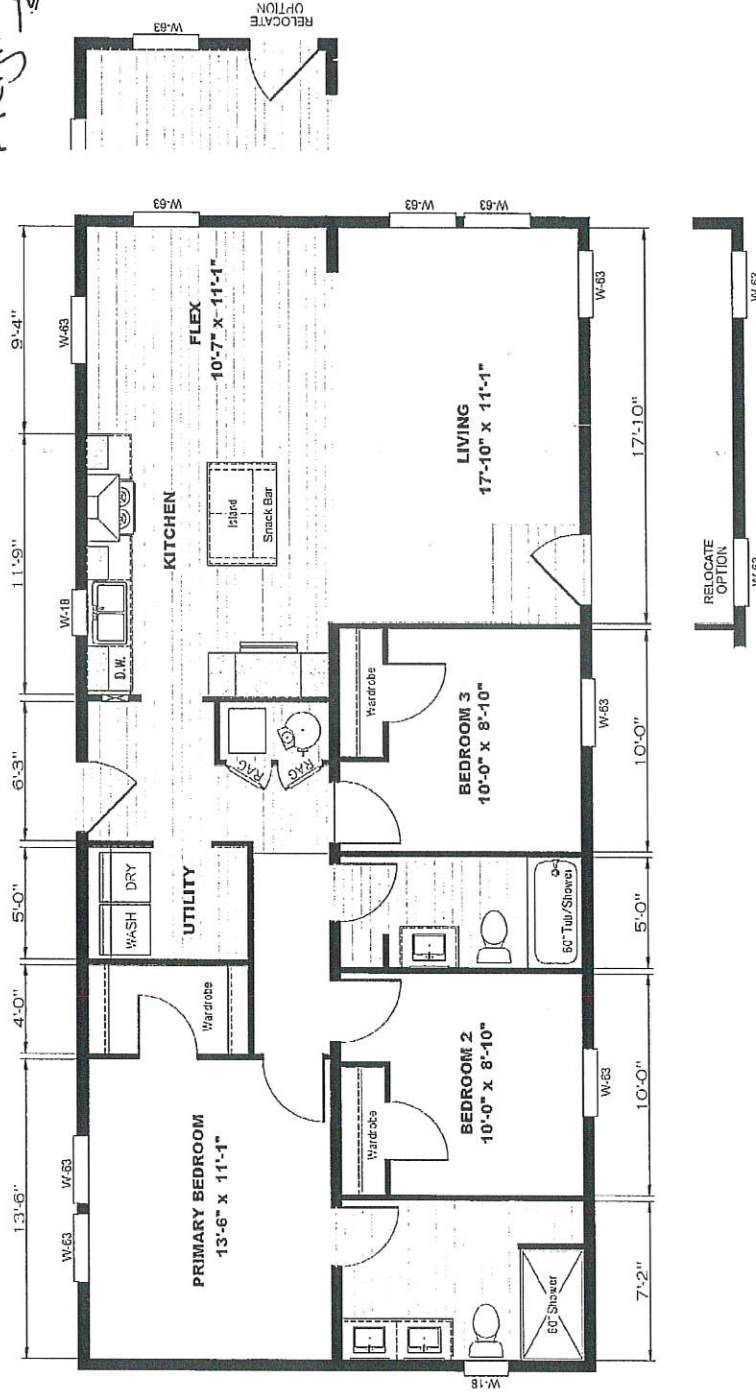 RELOCATE
OPTION
W-63
9'-4"
11'-9"
6'-3"
5'-0"
4'-0"
13'-6"
W-63
W-18
W-63
W-63
W-63
FLEX
10'-7" x 11'-1"
KITCHEN
Island
Snack Bar
D.W.
RAG
RAG
UTILITY
WASH
DRY
Wardrobe
PRIMARY BEDROOM
13'-6" x 11'-1"
W-63
W-63
LIVING
17'-10" x 11'-1"
Wardrobe
BEDROOM 3
10'-0" x 8'-10"
60" Tub/Shower
Wardrobe
BEDROOM 2
10'-0" x 8'-10"
60" Shower
W-18
W-63
W-63
W-63
17'-10"
10'-0"
5'-0"
10'-0"
7'-2"
RELOCATE
OPTION
W-63
W-63